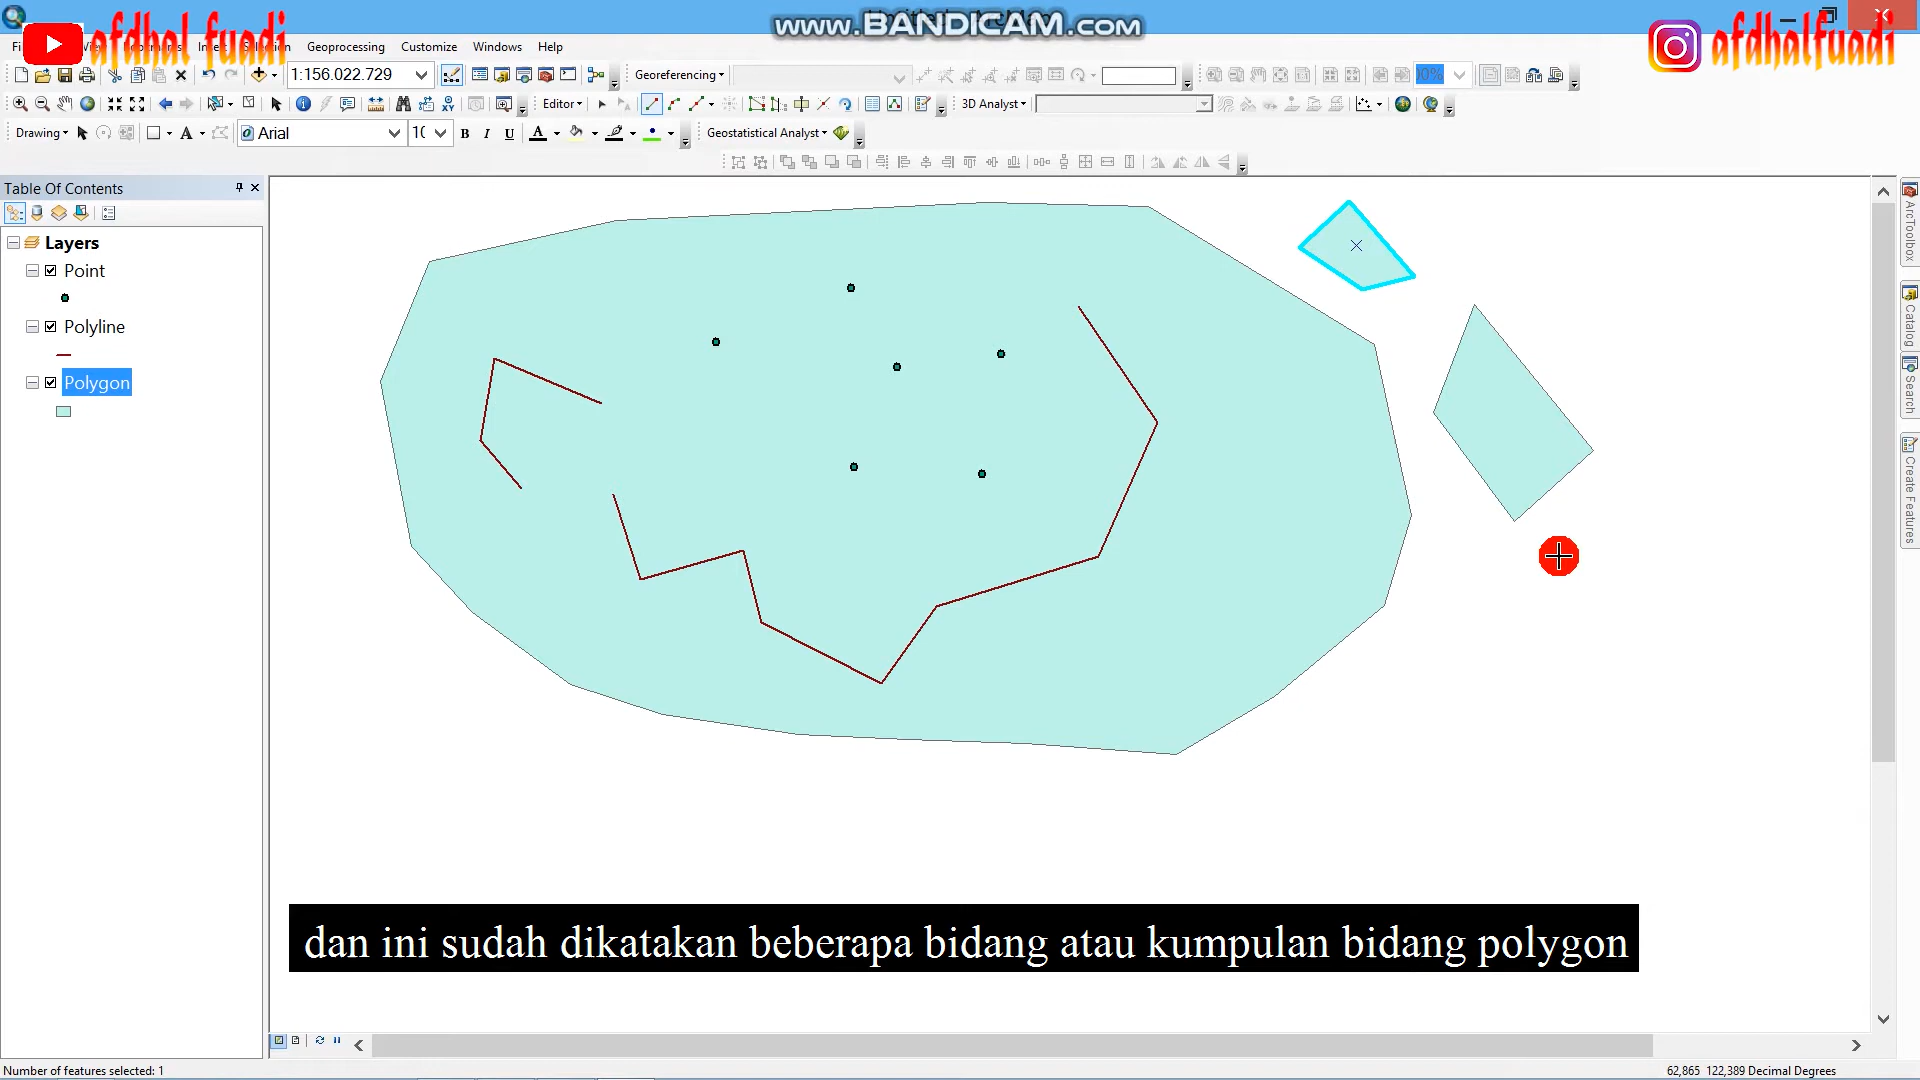 www.BANDICAM.com
afdhal fuadi
afdhalfuadi
Geoprocessing Customize Windows Help
1:156.022.729
Georeferencing
Editor
3D Analyst
Drawing
Arial
10
B I U A
Geostatistical Analyst
Table Of Contents
Layers
Point
Polyline
Polygon
ArcToolbox
Catalog
Search
Create Features
dan ini sudah dikatakan beberapa bidang atau kumpulan bidang polygon
Number of features selected: 1
62,865 122,389 Decimal Degrees